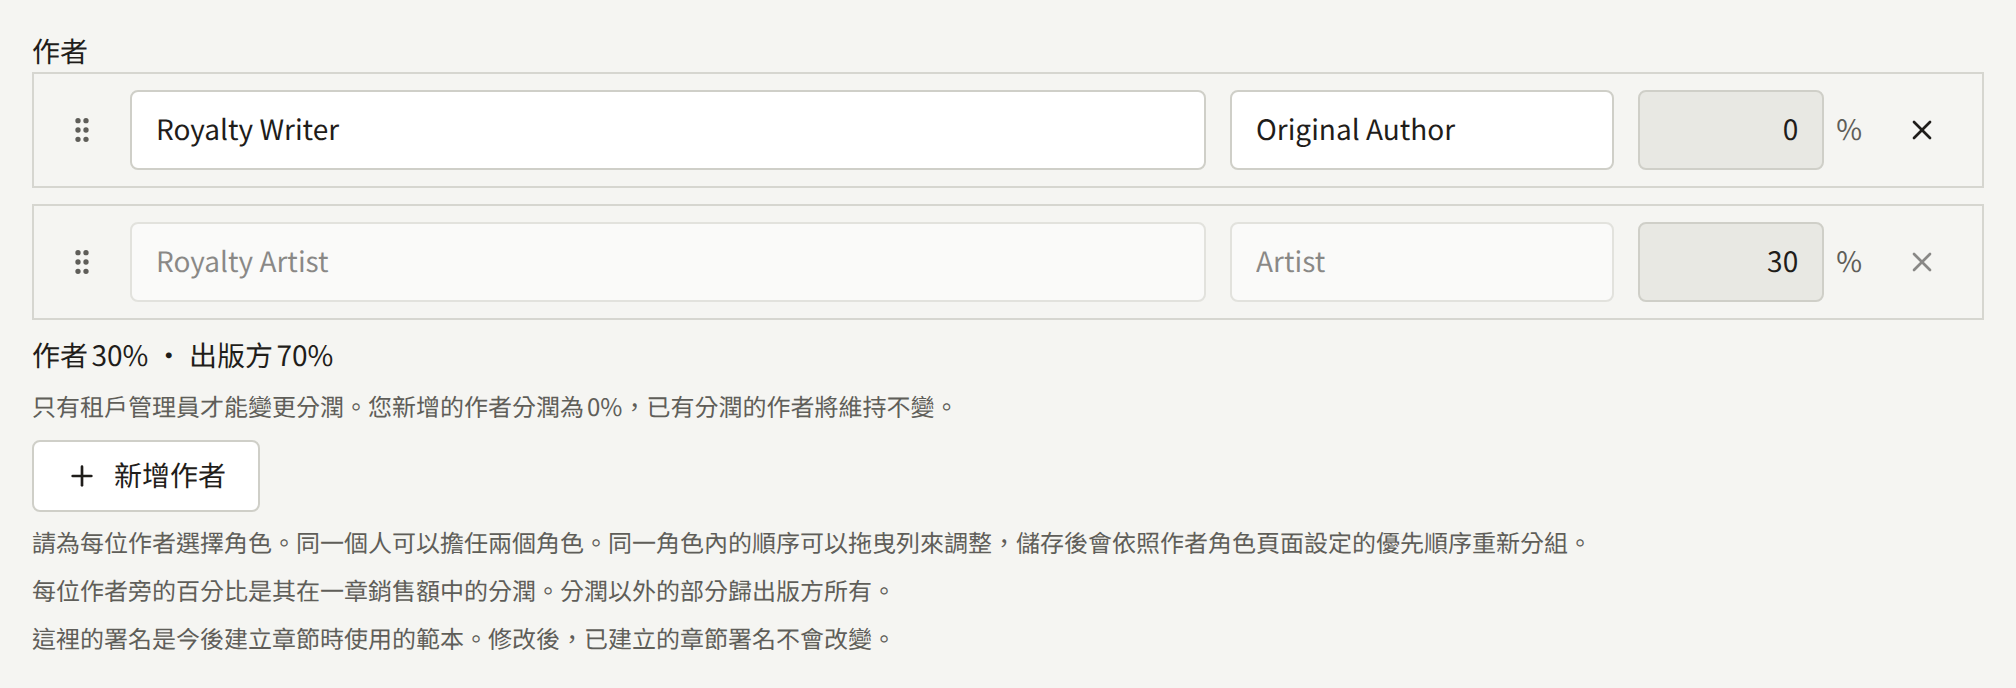 作者
Royalty Writer Original Author 0 %
Royalty Artist Artist 30 %
作者 30% · 出版方 70%
只有租戶管理員才能變更分潤。您新增的作者分潤為 0%，已有分潤的作者將維持不變。
新增作者
請為每位作者選擇角色。同一個人可以擔任兩個角色。同一角色內的順序可以拖曳列來調整，儲存後會依照作者角色頁面設定的優先順序重新分組。
每位作者旁的百分比是其在一章銷售額中的分潤。分潤以外的部分歸出版方所有。
這裡的署名是今後建立章節時使用的範本。修改後，已建立的章節署名不會改變。